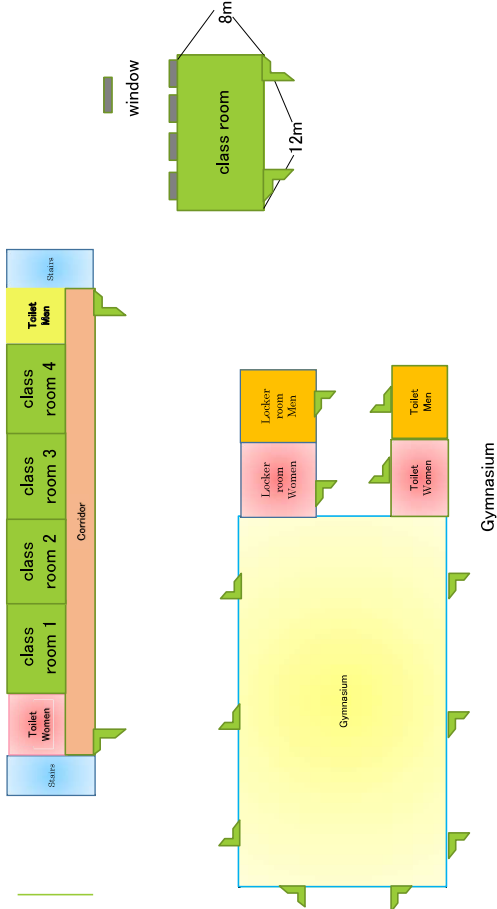 8m
window
class room
12m
Stairs
Toilet
Men
class
room 4
class
room 3
class
room 2
class
room 1
Corridor
Toilet
Women
Stairs
Locker
room
Men
Locker
room
Women
Toilet
Men
Toilet
Women
Gymnasium
Gymnasium